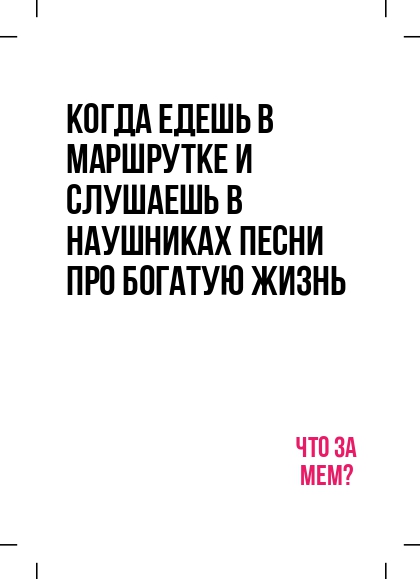 КОГДА ЕДЕШЬ В
МАРШРУТКЕ И
СЛУШАЕШЬ В
НАУШНИКАХ ПЕСНИ
ПРО БОГАТУЮ ЖИЗНЬ
ЧТО ЗА
МЕМ?